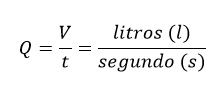 Q = V/t = litros (l)/segundo (s)